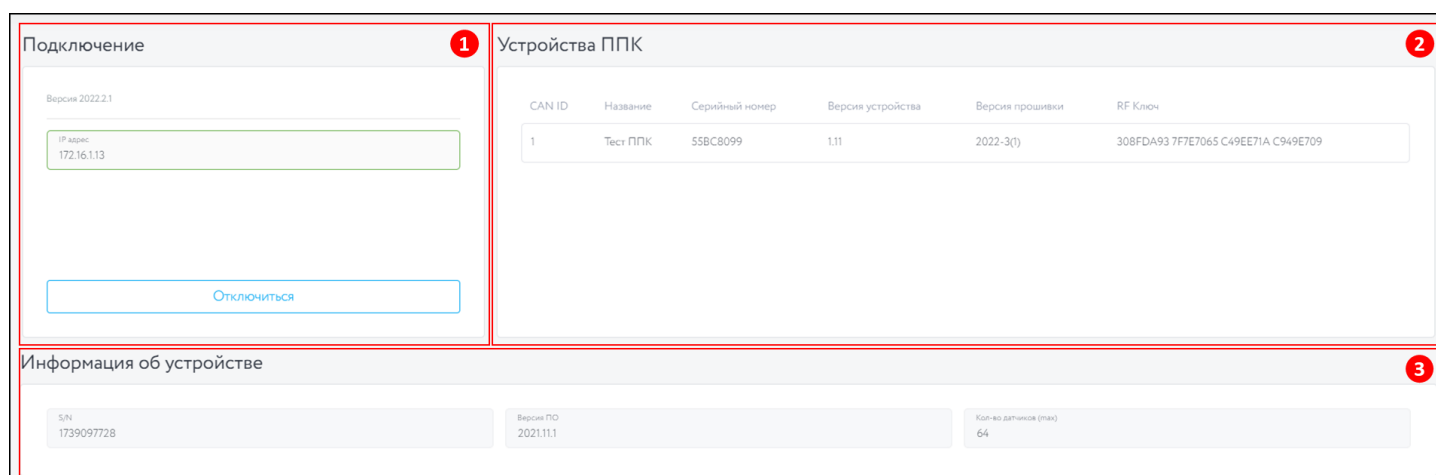 Подключение
1
Версия 2022.2.1
IP адрес
172.16.1.13
Отключиться
Устройства ППК
2
CAN ID Название Серийный номер Версия устройства Версия прошивки RF Ключ
1 Тест ППК 55BC8099 1.11 2022-3(1) 308FDA93 7F7E7065 C49EE71A C949E709
Информация об устройстве
3
S/N Версия ПО Кол-во датчиков (max)
1739097728 2021.11.1 64